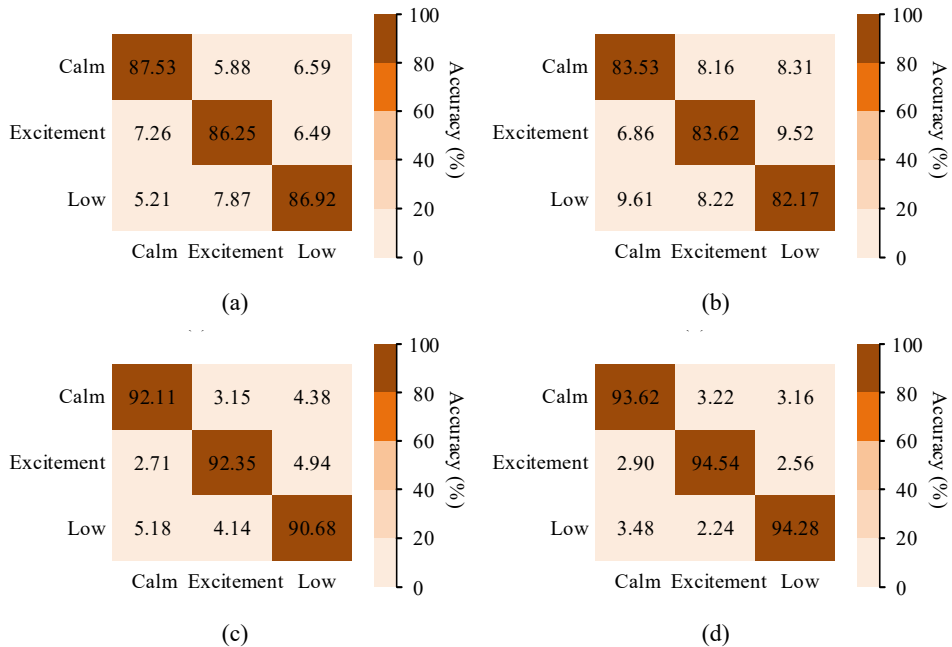 100
Calm 87.53 5.88 6.59
80
Excitement 7.26 86.25 6.49
60
40
Low 5.21 7.87 86.92
20
0
Calm Excitement Low
Accuracy (%)
(a)
100
Calm 83.53 8.16 8.31
80
Excitement 6.86 83.62 9.52
60
40
Low 9.61 8.22 82.17
20
0
Calm Excitement Low
Accuracy (%)
(b)
100
Calm 92.11 3.15 4.38
80
Excitement 2.71 92.35 4.94
60
40
Low 5.18 4.14 90.68
20
0
Calm Excitement Low
Accuracy (%)
(c)
100
Calm 93.62 3.22 3.16
80
Excitement 2.90 94.54 2.56
60
40
Low 3.48 2.24 94.28
20
0
Calm Excitement Low
Accuracy (%)
(d)